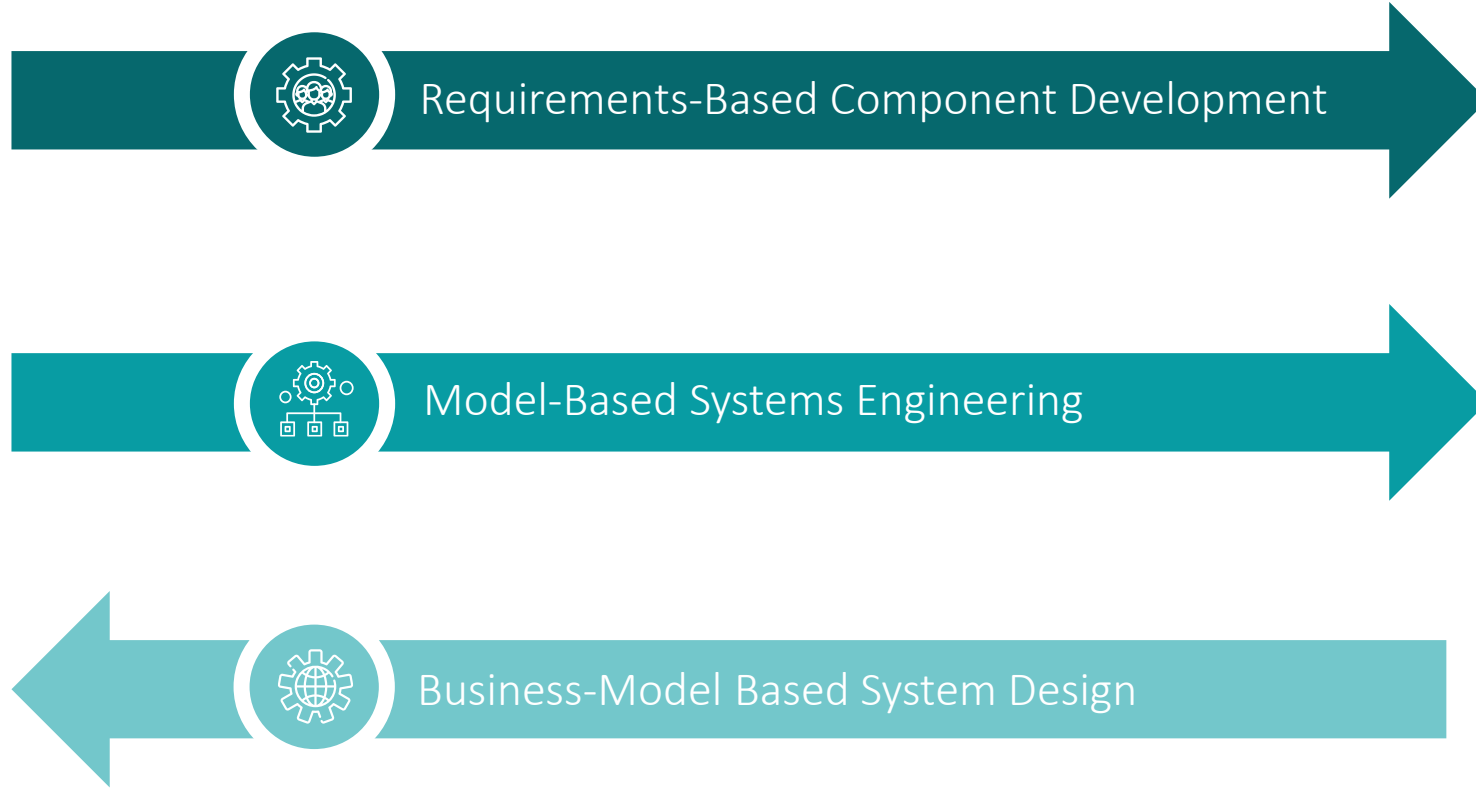 Requirements-Based Component Development
Model-Based Systems Engineering
Business-Model Based System Design